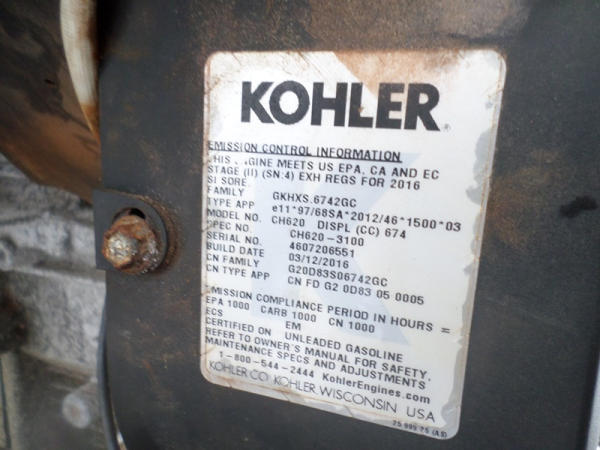 KOHLER®
EMISSION CONTROL INFORMATION
THIS ENGINE MEETS US EPA, CA AND EC
STAGE (II) (SN:4) EXH REGS FOR 2016
SI SORE
FAMILY GKHXS.6742GC
TYPE APP e11*97/68SA*2012/46*1500*03
MODEL NO. CH620 DISPL (CC) 674
SPEC NO. CH620-3100
SERIAL NO. 4607206551
BUILD DATE 03/12/2016
CN FAMILY G20D83S06742GC
CN TYPE APP CN FD G2 0D83 05 0005
EMISSION COMPLIANCE PERIOD IN HOURS =
EPA 1000 CARB 1000 CN 1000
ECS EM
CERTIFIED ON UNLEADED GASOLINE
REFER TO OWNER'S MANUAL FOR SAFETY,
MAINTENANCE SPECS AND ADJUSTMENTS
1-800-544-2444 KohlerEngines.com
KOHLER CO. KOHLER WISCONSIN USA